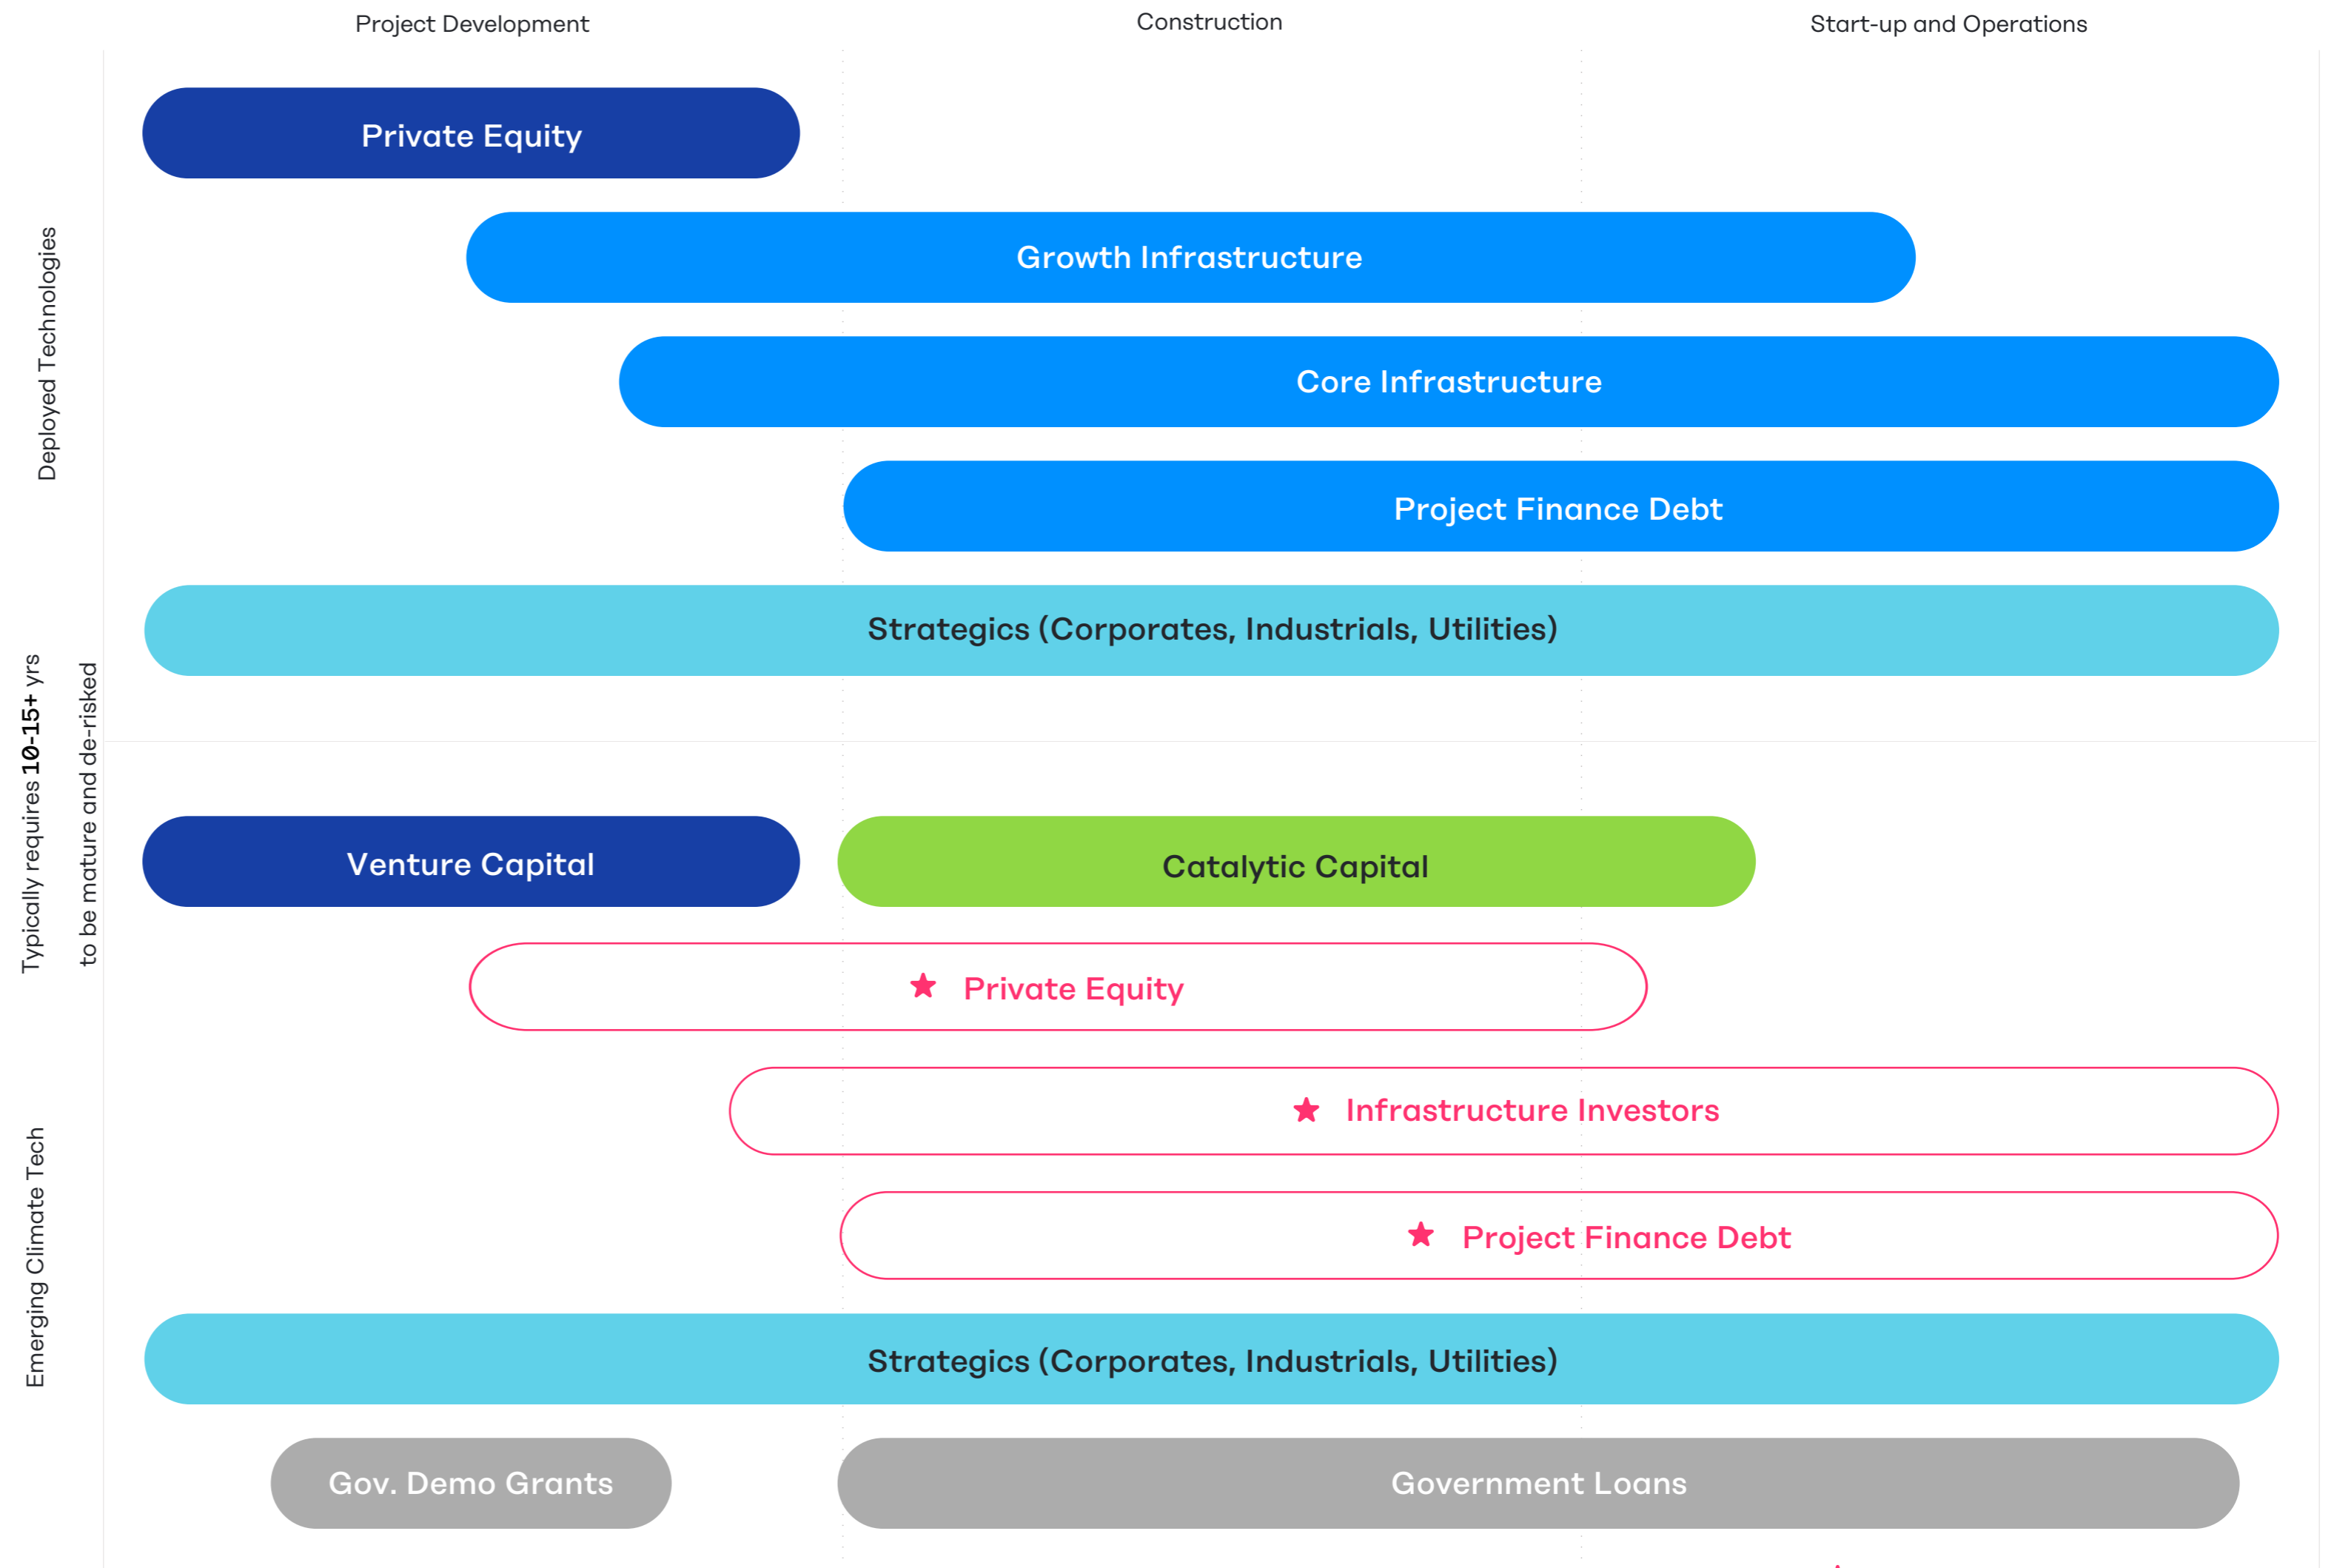 Project Development
Construction
Start-up and Operations
Deployed Technologies
Private Equity
Growth Infrastructure
Core Infrastructure
Project Finance Debt
Strategics (Corporates, Industrials, Utilities)
Typically requires 10-15+ yrs
to be mature and de-risked
Emerging Climate Tech
Venture Capital
Catalytic Capital
Private Equity
Infrastructure Investors
Project Finance Debt
Strategics (Corporates, Industrials, Utilities)
Gov. Demo Grants
Government Loans